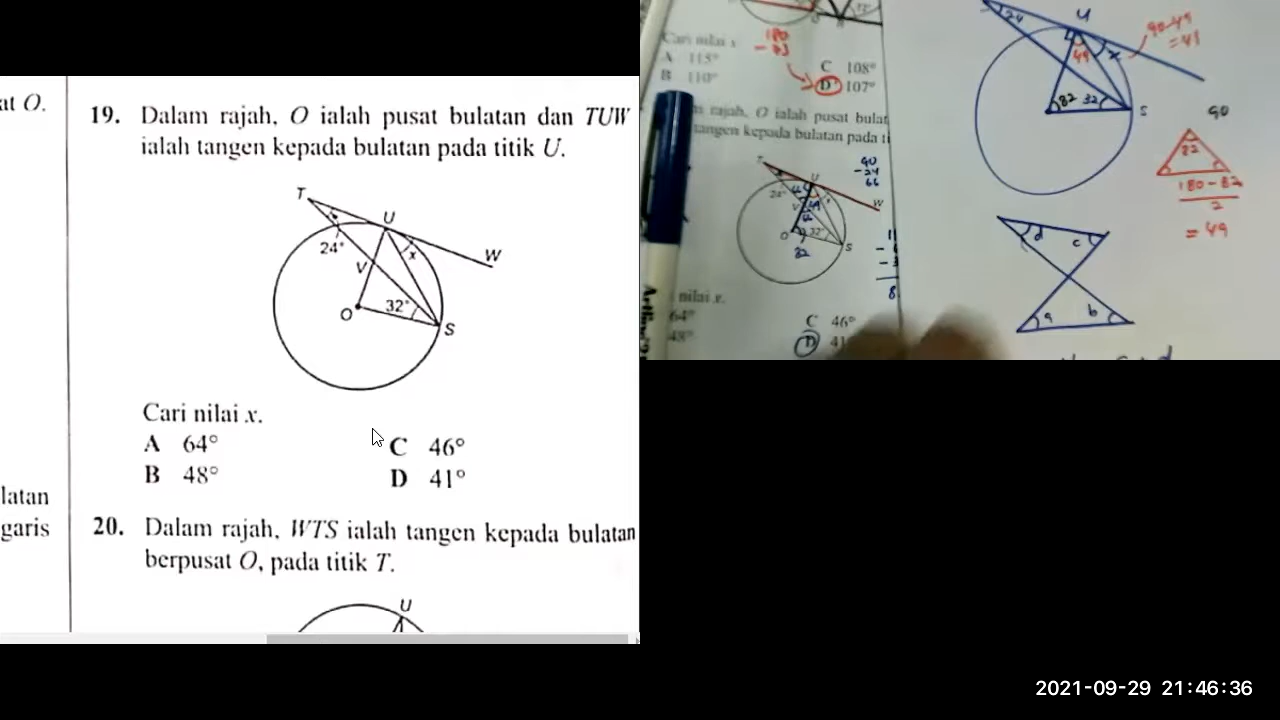 at O.
19. Dalam rajah, O ialah pusat bulatan dan TUW
ialah tangen kepada bulatan pada titik U.
T
U
W
24°
x
V
O
32°
S
Cari nilai x.
A 64°
C 46°
B 48°
D 41°
latan
garis
20. Dalam rajah, WTS ialah tangen kepada bulatan
berpusat O, pada titik T.
U
Cari nilai x
A 115°
C 108°
B 110°
D 107°
rajah, O ialah pusat bulat
tangen kepada bulatan pada ti
90
- 24
66
T
U
24°
W
V
O
32°
S
82
nilai x.
64°
C 46°
48°
D 41
24
U
90-49
= 41
49
x
82
32
S
90
82
180 - 82
2
= 49
d
c
a
b
2021-09-29 21:46:36